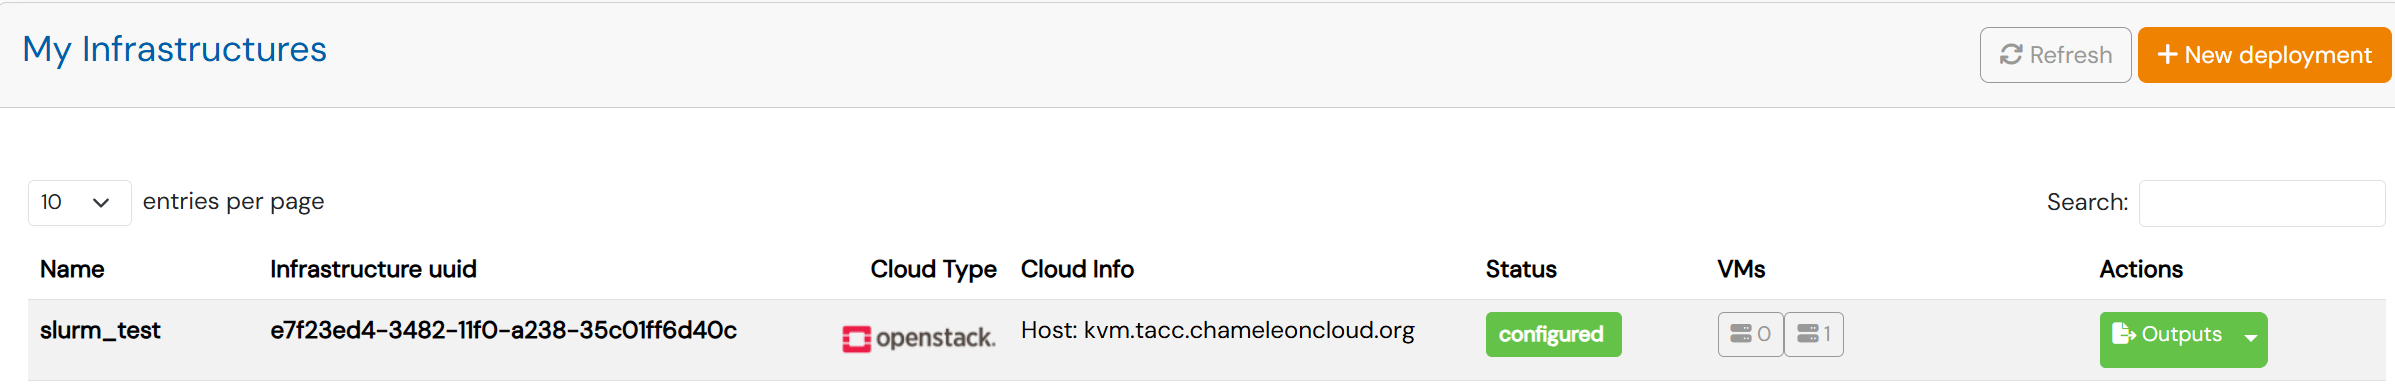 My Infrastructures
Refresh
New deployment
10 entries per page
Search:
Name Infrastructure uuid Cloud Type Cloud Info Status VMs Actions
slurm_test e7f23ed4-3482-11f0-a238-35c01ff6d40c openstack. Host: kvm.tacc.chameleoncloud.org configured 0 1 Outputs